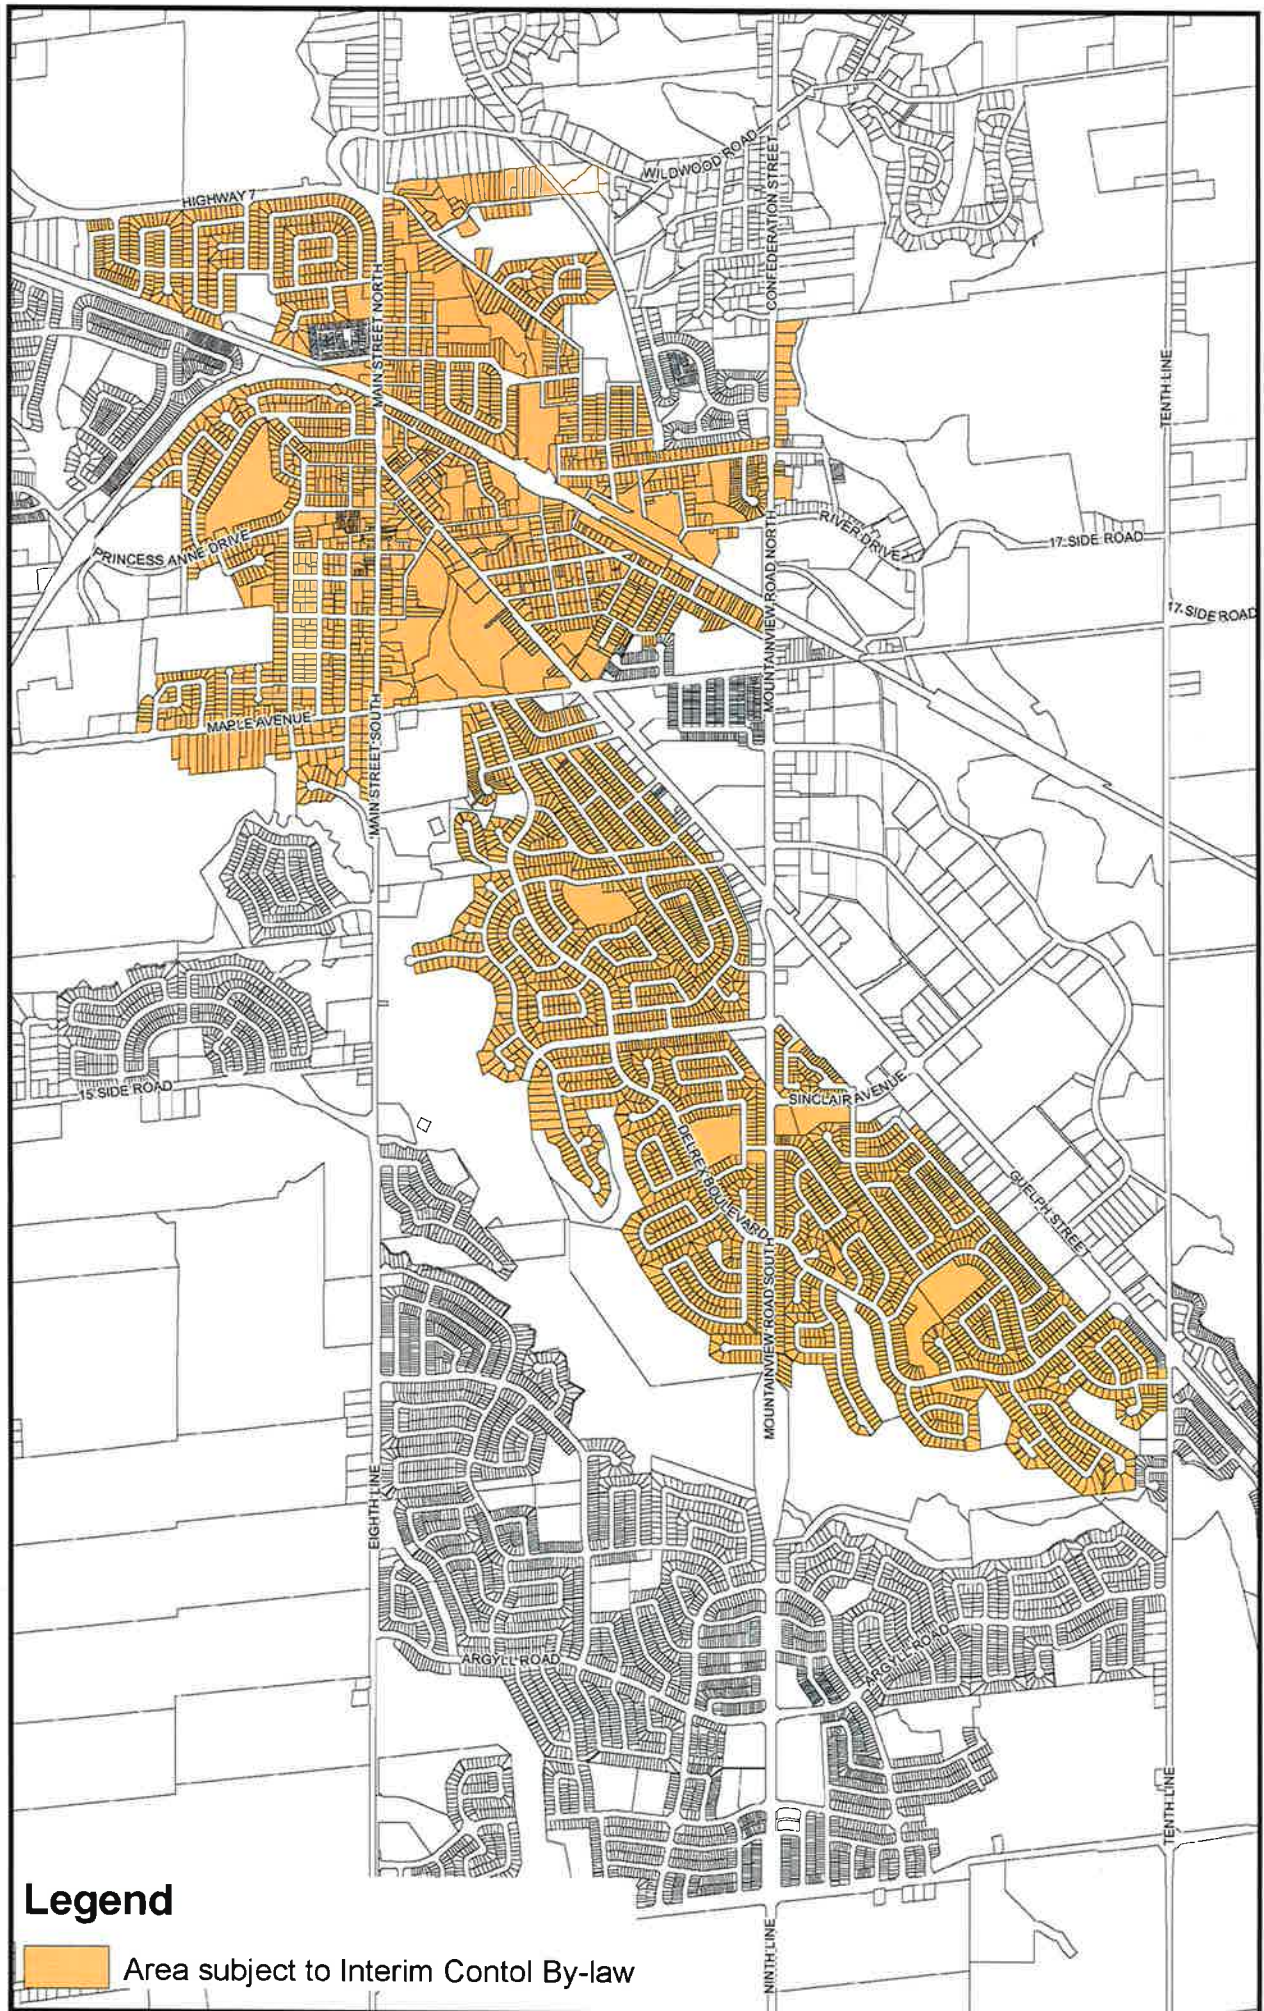 WILDWOOD ROAD
CONFEDERATION STREET
HIGHWAY 7
MAIN STREET NORTH
TENTH LINE
PRINCESS ANNE DRIVE
RIVER DRIVE
17 SIDE ROAD
MOUNTAINVIEW ROAD NORTH
17 SIDE ROAD
MAPLE AVENUE
MAIN STREET SOUTH
15 SIDE ROAD
SINCLAIR AVENUE
DELREX BOULEVARD
GUELPH STREET
MOUNTAINVIEW ROAD SOUTH
EIGHTH LINE
ARGYLL ROAD
ARGYLL ROAD
TENTH LINE
NINTH LINE
Legend
Area subject to Interim Contol By-law